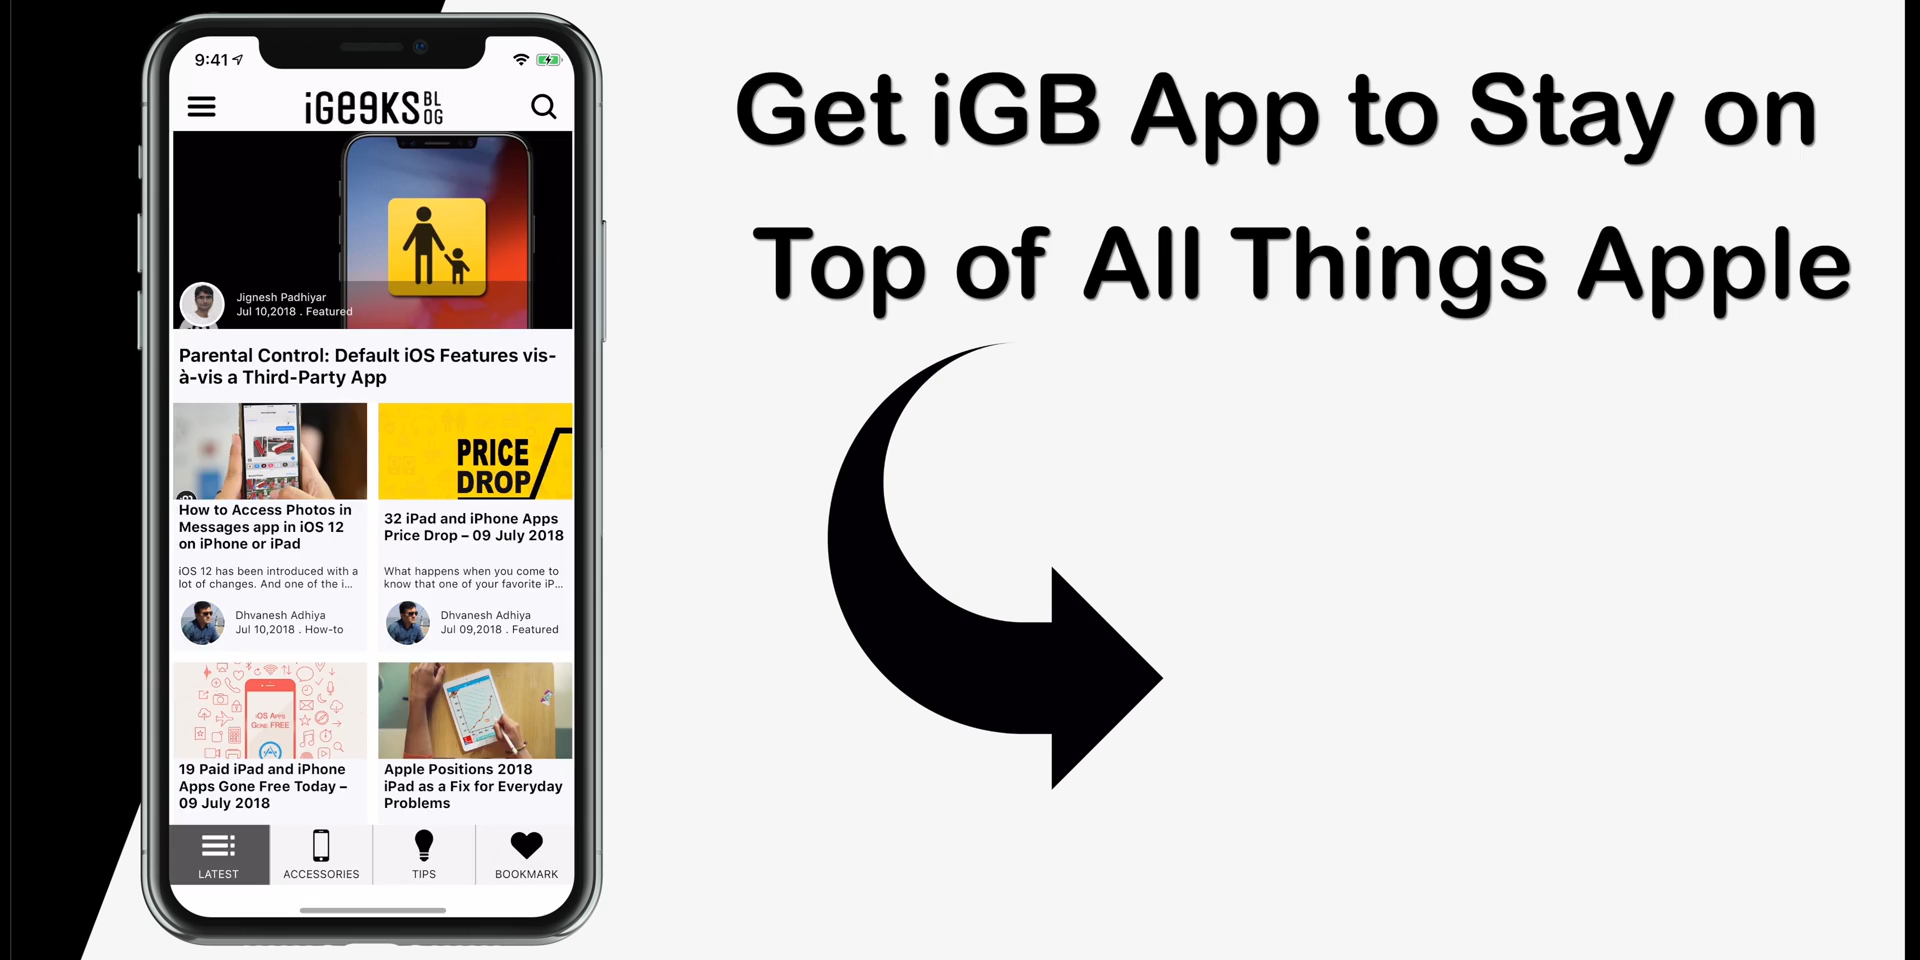 9:41
iGeeKS BLOG
Jignesh Padhiyar
Jul 10,2018 . Featured
Parental Control: Default iOS Features vis-
à-vis a Third-Party App
PRICE
DROP
How to Access Photos in
Messages app in iOS 12
on iPhone or iPad
iOS 12 has been introduced with a
lot of changes. And one of the i...
Dhvanesh Adhiya
Jul 10,2018 . How-to
32 iPad and iPhone Apps
Price Drop – 09 July 2018
What happens when you come to
know that one of your favorite iP...
Dhvanesh Adhiya
Jul 09,2018 . Featured
iOS Apps
Gone FREE
19 Paid iPad and iPhone
Apps Gone Free Today –
09 July 2018
Apple Positions 2018
iPad as a Fix for Everyday
Problems
LATEST
ACCESSORIES
TIPS
BOOKMARK
Get iGB App to Stay on
Top of All Things Apple